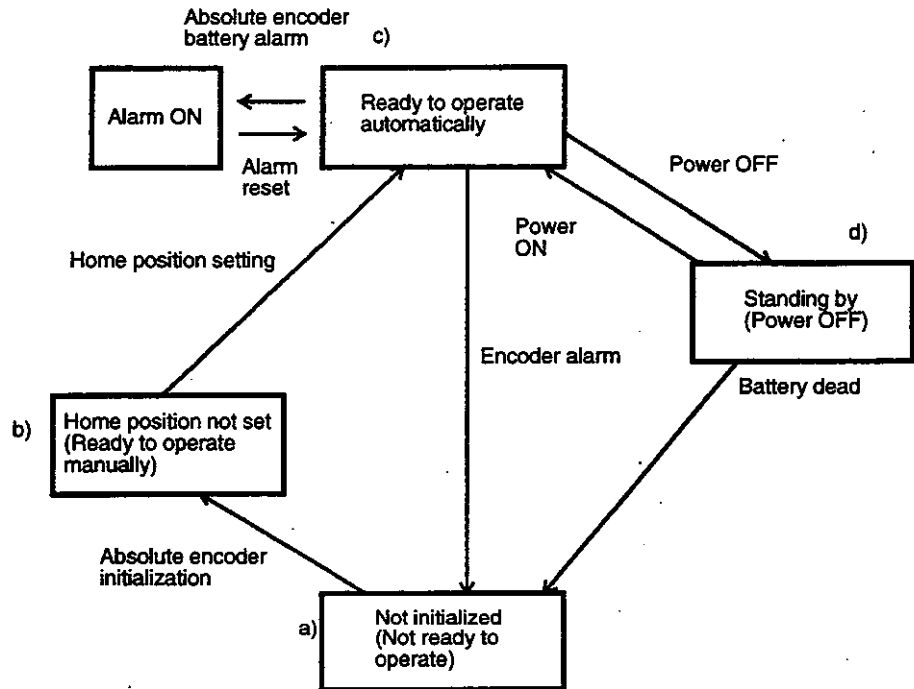 Absolute encoder
battery alarm
c)
Alarm ON
Ready to operate
automatically
Alarm
reset
Power OFF
Power
ON
d)
Home position setting
Standing by
(Power OFF)
Encoder alarm
Battery dead
b)
Home position not set
(Ready to operate
manually)
Absolute encoder
initialization
a)
Not initialized
(Not ready to
operate)